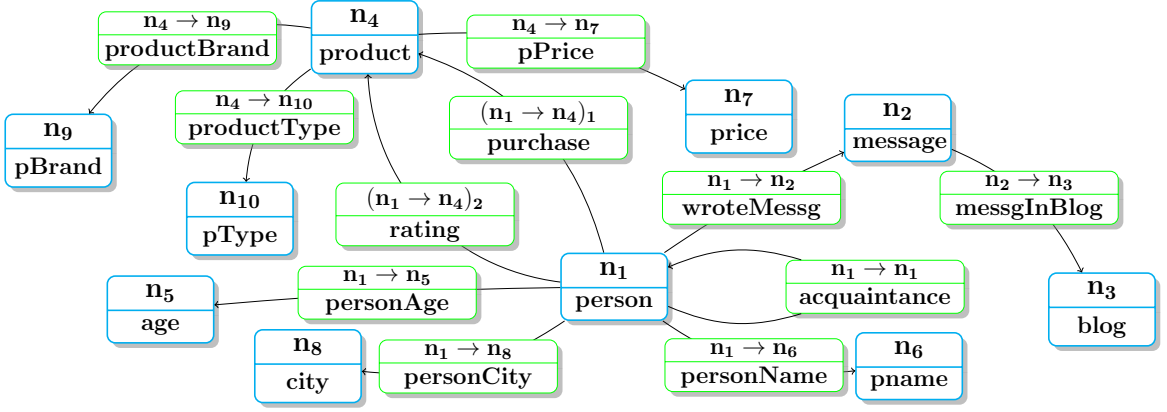 n₄ → n₉
productBrand
n₄
product
n₄ → n₇
pPrice
n₄ → n₁₀
productType
(n₁ → n₄)₁
purchase
n₇
price
n₂
message
n₉
pBrand
n₁₀
pType
(n₁ → n₄)₂
rating
n₁ → n₂
wroteMessg
n₂ → n₃
messgInBlog
n₁
person
n₁ → n₅
personAge
n₅
age
n₁ → n₁
acquaintance
n₃
blog
n₈
city
n₁ → n₈
personCity
n₁ → n₆
personName
n₆
pname